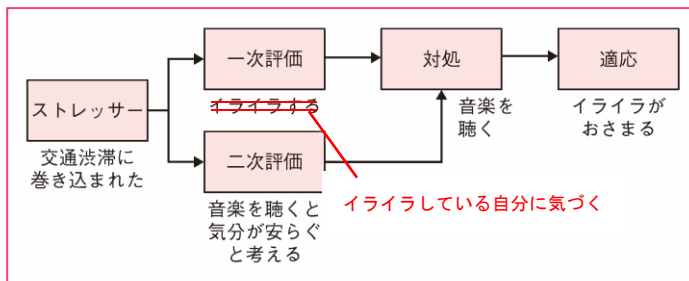 一次評価
対処
適応
ストレッサー
イライラする
音楽を
聴く
イライラが
おさまる
交通渋滞に
巻き込まれた
二次評価
イライラしている自分に気づく
音楽を聴くと
気分が安らぐ
と考える